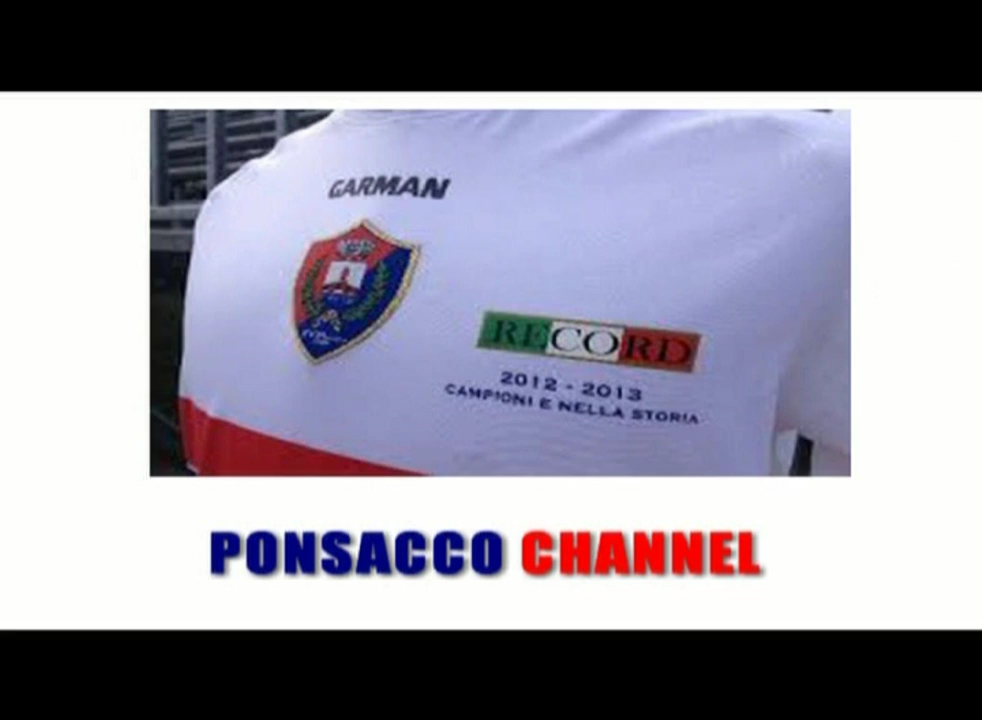 GARMAN
RECORD
2012 - 2013
CAMPIONI E NELLA STORIA
PONSACCO CHANNEL